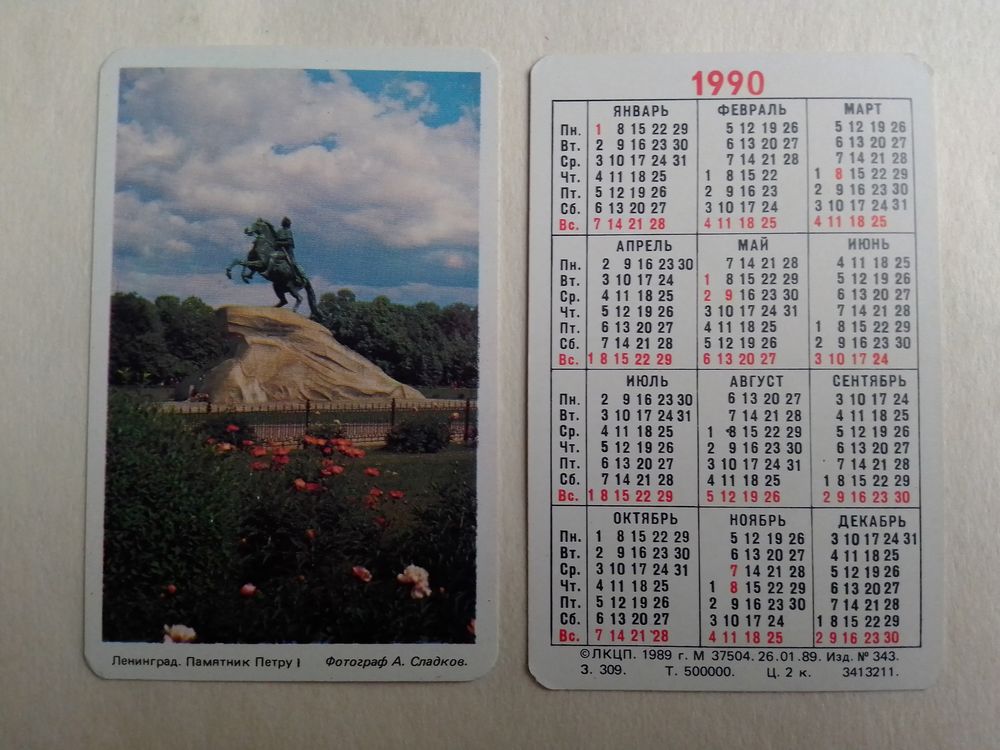 Ленинград. Памятник Петру I Фотограф А. Сладков.
1990
ЯНВАРЬ ФЕВРАЛЬ МАРТ
Пн. 1 8 15 22 29 5 12 19 26 5 12 19 26
Вт. 2 9 16 23 30 6 13 20 27 6 13 20 27
Ср. 3 10 17 24 31 7 14 21 28 7 14 21 28
Чт. 4 11 18 25 1 8 15 22 1 8 15 22 29
Пт. 5 12 19 26 2 9 16 23 2 9 16 23 30
Сб. 6 13 20 27 3 10 17 24 3 10 17 24 31
Вс. 7 14 21 28 4 11 18 25 4 11 18 25
АПРЕЛЬ МАЙ ИЮНЬ
Пн. 2 9 16 23 30 7 14 21 28 4 11 18 25
Вт. 3 10 17 24 1 8 15 22 29 5 12 19 26
Ср. 4 11 18 25 2 9 16 23 30 6 13 20 27
Чт. 5 12 19 26 3 10 17 24 31 7 14 21 28
Пт. 6 13 20 27 4 11 18 25 1 8 15 22 29
Сб. 7 14 21 28 5 12 19 26 2 9 16 23 30
Вс. 1 8 15 22 29 6 13 20 27 3 10 17 24
ИЮЛЬ АВГУСТ СЕНТЯБРЬ
Пн. 2 9 16 23 30 6 13 20 27 3 10 17 24
Вт. 3 10 17 24 31 7 14 21 28 4 11 18 25
Ср. 4 11 18 25 1 8 15 22 29 5 12 19 26
Чт. 5 12 19 26 2 9 16 23 30 6 13 20 27
Пт. 6 13 20 27 3 10 17 24 31 7 14 21 28
Сб. 7 14 21 28 4 11 18 25 1 8 15 22 29
Вс. 1 8 15 22 29 5 12 19 26 2 9 16 23 30
ОКТЯБРЬ НОЯБРЬ ДЕКАБРЬ
Пн. 1 8 15 22 29 5 12 19 26 3 10 17 24 31
Вт. 2 9 16 23 30 6 13 20 27 4 11 18 25
Ср. 3 10 17 24 31 7 14 21 28 5 12 19 26
Чт. 4 11 18 25 1 8 15 22 29 6 13 20 27
Пт. 5 12 19 26 2 9 16 23 30 7 14 21 28
Сб. 6 13 20 27 3 10 17 24 1 8 15 22 29
Вс. 7 14 21 28 4 11 18 25 2 9 16 23 30
©ЛКЦП. 1989 г. М 37504. 26.01.89. Изд. № 343.
З. 309. Т. 500000. Ц. 2 к. 3413211.